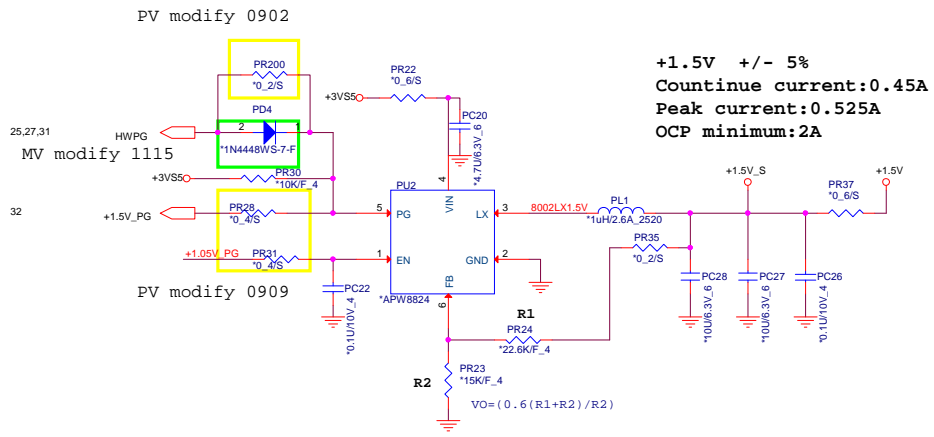 PV modify 0902
PR200
*0_2/S
PD4
2
1
*1N4448WS-7-F
25,27,31
HWPG
MV modify 1115
+3VS5
PR30
*10K/F_4
32
+1.5V_PG
PR28
*0_4/S
+1.05V_PG
PR31
*0_4/S
PV modify 0909
PC22
*0.1U/10V_4
PR22
*0_6/S
+3VS5
PC20
*4.7U/6.3V_6
PU2
4
VIN
5
PG
LX
3
1
EN
GND
2
FB
6
*APW8824
8002LX1.5V
PL1
*1uH/2.6A_2520
PR35
*0_2/S
R1
PR24
*22.6K/F_4
R2
PR23
*15K/F_4
VO=(0.6(R1+R2)/R2)
+1.5V +/- 5%
Countinue current:0.45A
Peak current:0.525A
OCP minimum:2A
+1.5V_S
+1.5V
PR37
*0_6/S
PC28
*10U/6.3V_6
PC27
*10U/6.3V_6
PC26
*0.1U/10V_4